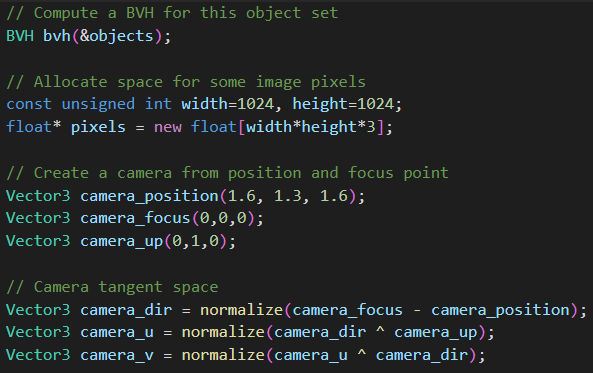 // Compute a BVH for this object set
BVH bvh(&objects);
// Allocate space for some image pixels
const unsigned int width=1024, height=1024;
float* pixels = new float[width*height*3];
// Create a camera from position and focus point
Vector3 camera_position(1.6, 1.3, 1.6);
Vector3 camera_focus(0,0,0);
Vector3 camera_up(0,1,0);
// Camera tangent space
Vector3 camera_dir = normalize(camera_focus - camera_position);
Vector3 camera_u = normalize(camera_dir ^ camera_up);
Vector3 camera_v = normalize(camera_u ^ camera_dir);